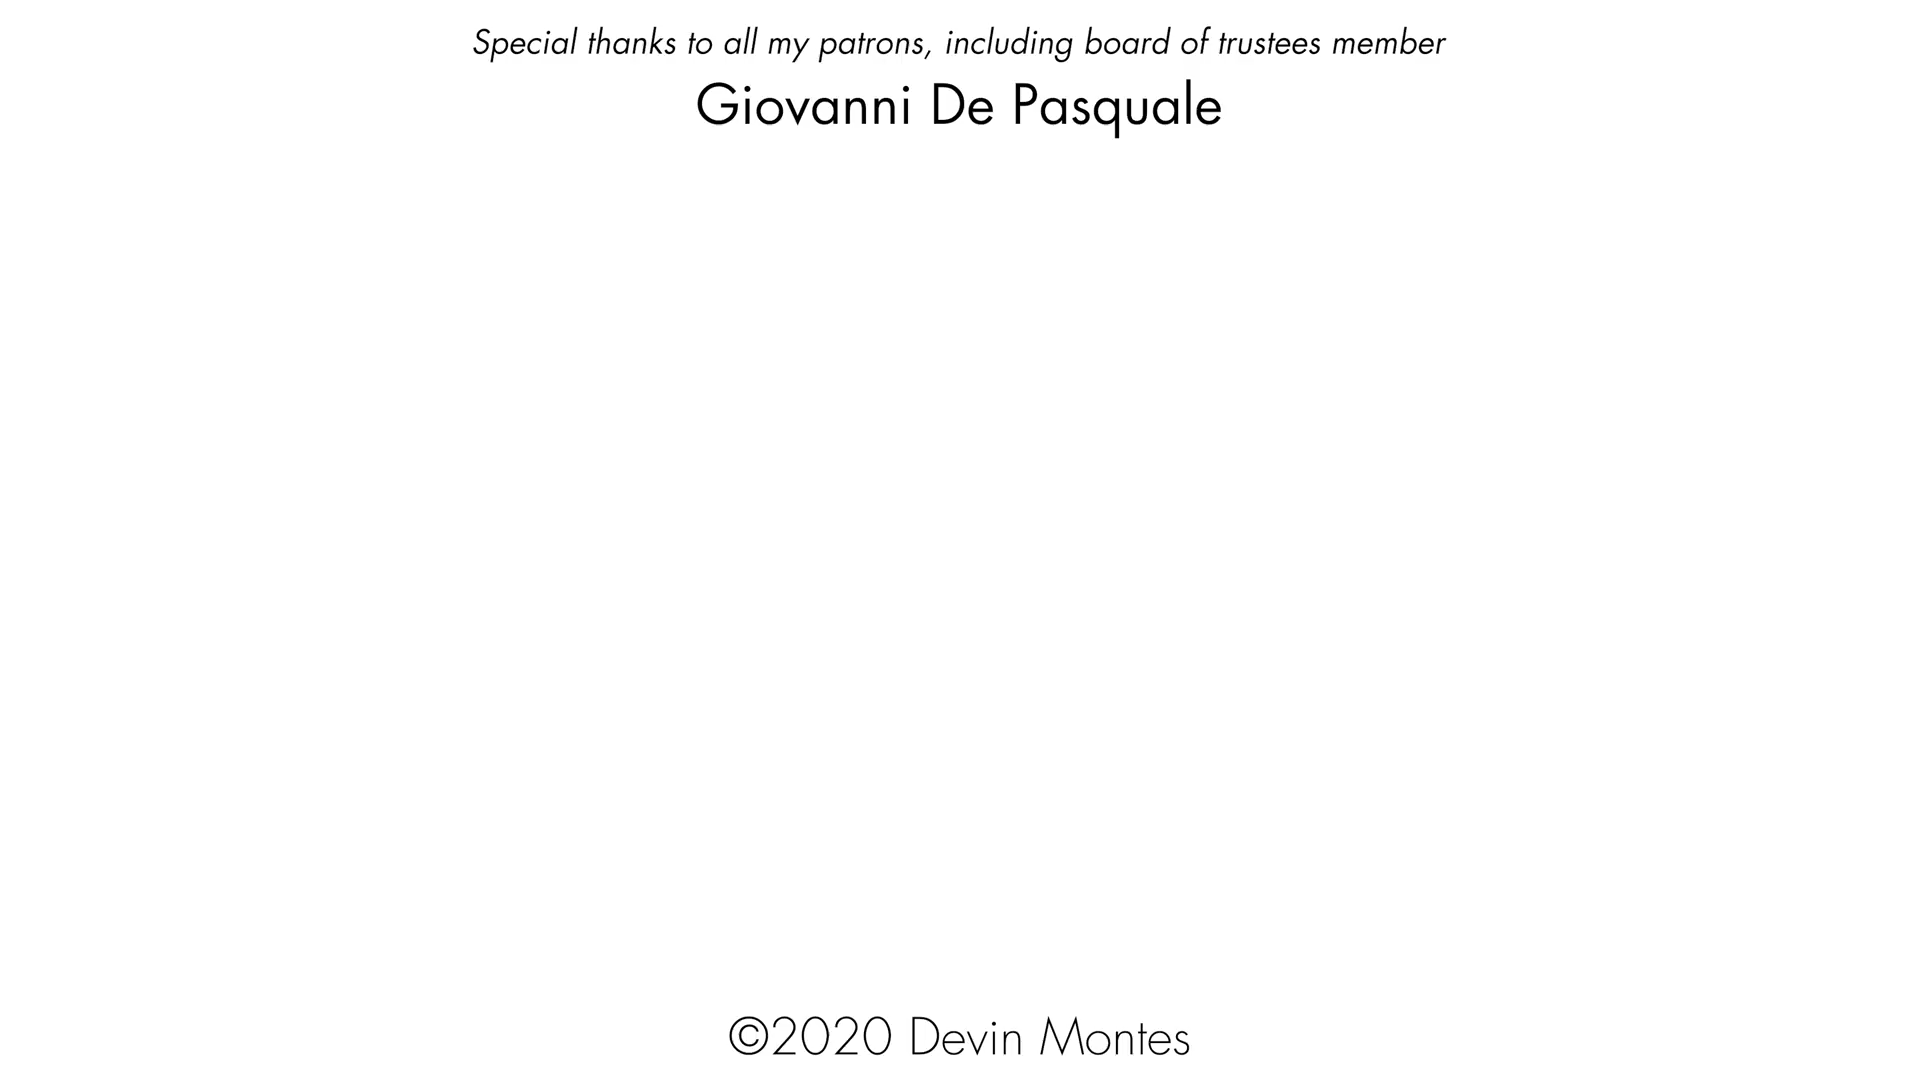 Special thanks to all my patrons, including board of trustees member
Giovanni De Pasquale
©2020 Devin Montes